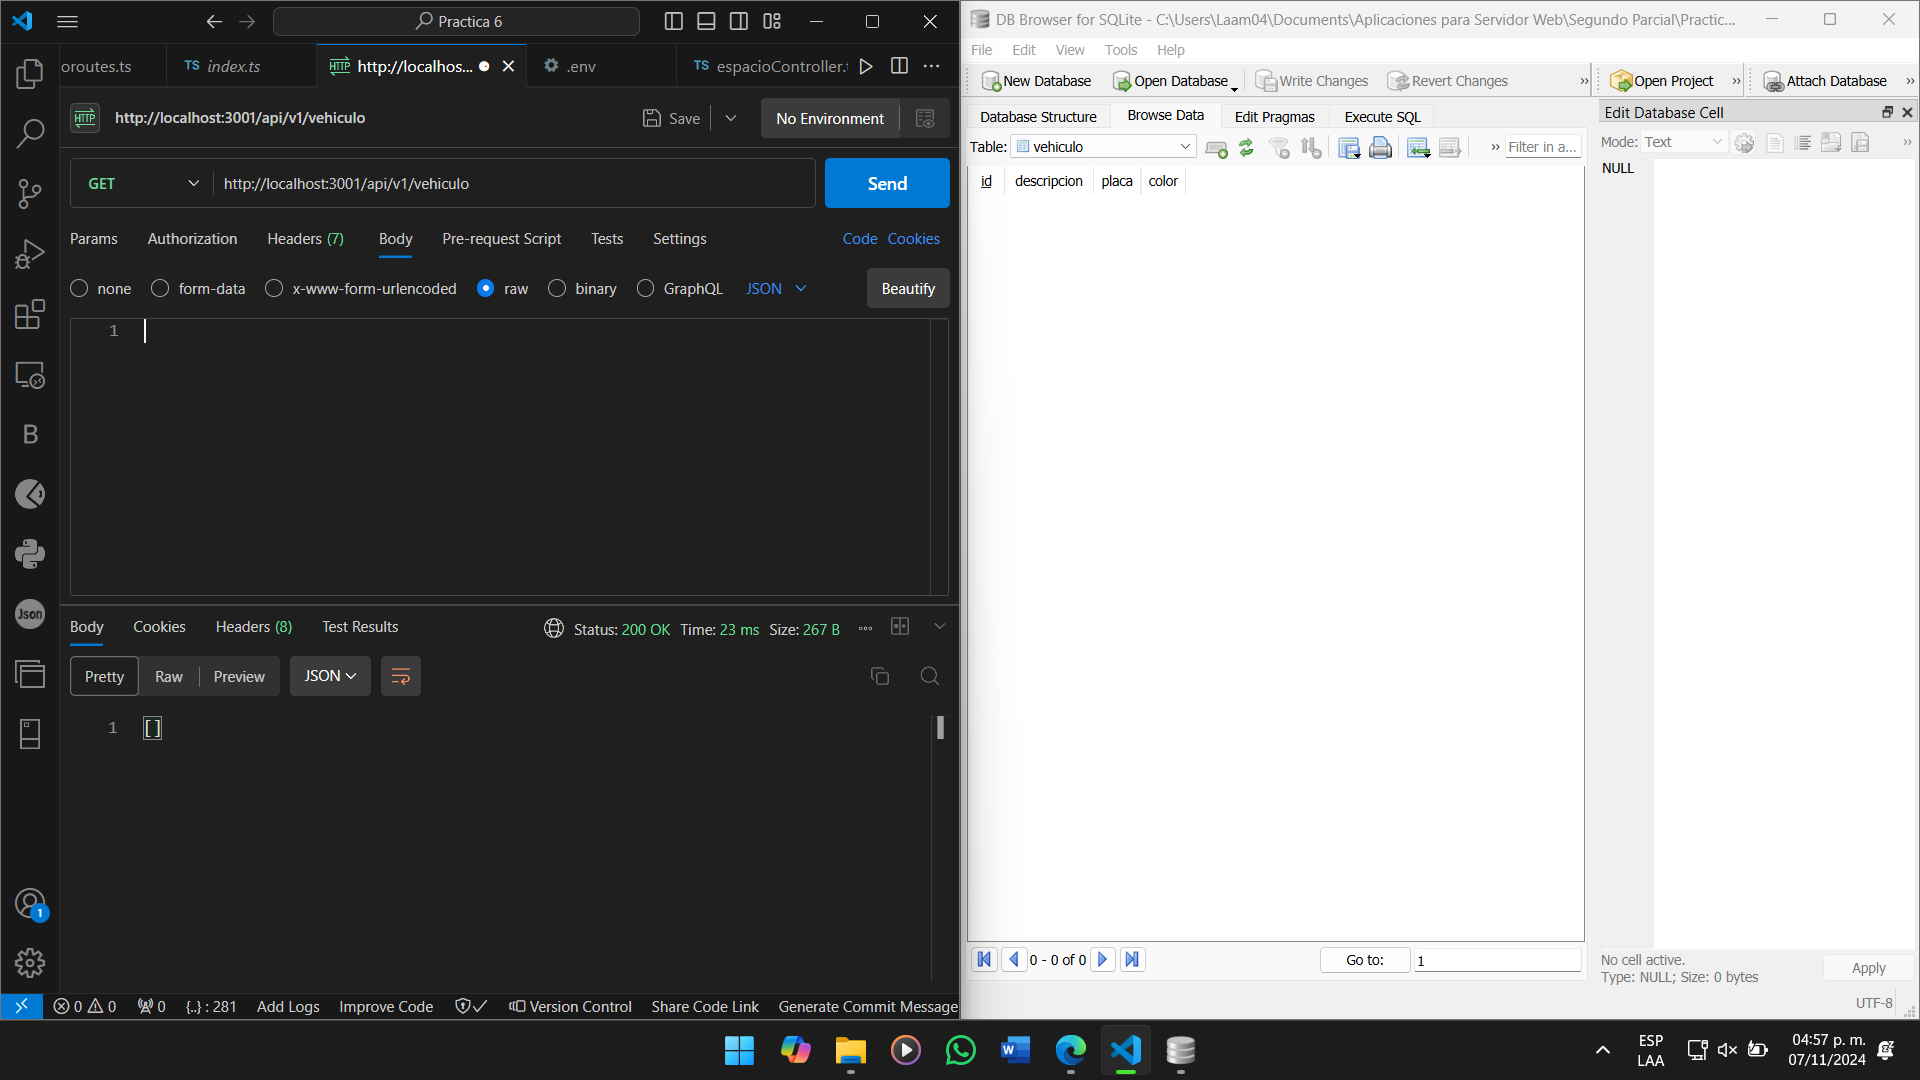 Practica 6
oroutes.ts
TS index.ts
HTTP http://localhos...
.env
TS espacioController.t
HTTP http://localhost:3001/api/v1/vehiculo
Save
No Environment
GET http://localhost:3001/api/v1/vehiculo
Send
Params Authorization Headers (7) Body Pre-request Script Tests Settings Code Cookies
none form-data x-www-form-urlencoded raw binary GraphQL JSON Beautify
1
B
Json
Body Cookies Headers (8) Test Results Status: 200 OK Time: 23 ms Size: 267 B
Pretty Raw Preview JSON
1 []
1
0 0 0 {..} : 281 Add Logs Improve Code Version Control Share Code Link Generate Commit Message
DB Browser for SQLite - C:\Users\Laam04\Documents\Aplicaciones para Servidor Web\Segundo Parcial\Practic...
File Edit View Tools Help
New Database Open Database Write Changes Revert Changes » Open Project » Attach Database »
Database Structure Browse Data Edit Pragmas Execute SQL
Table: vehiculo » Filter in a...
id descripcion placa color
0 - 0 of 0 Go to: 1
Edit Database Cell
Mode: Text »
NULL
No cell active.
Type: NULL; Size: 0 bytes
Apply
UTF-8
W
ESP
LAA
04:57 p. m.
07/11/2024